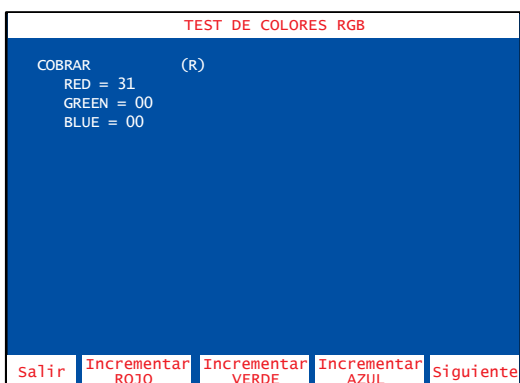 TEST DE COLORES RGB
COBRAR (R)
RED = 31
GREEN = 00
BLUE = 00
Salir
Incrementar
ROJO
Incrementar
VERDE
Incrementar
AZUL
Siguiente